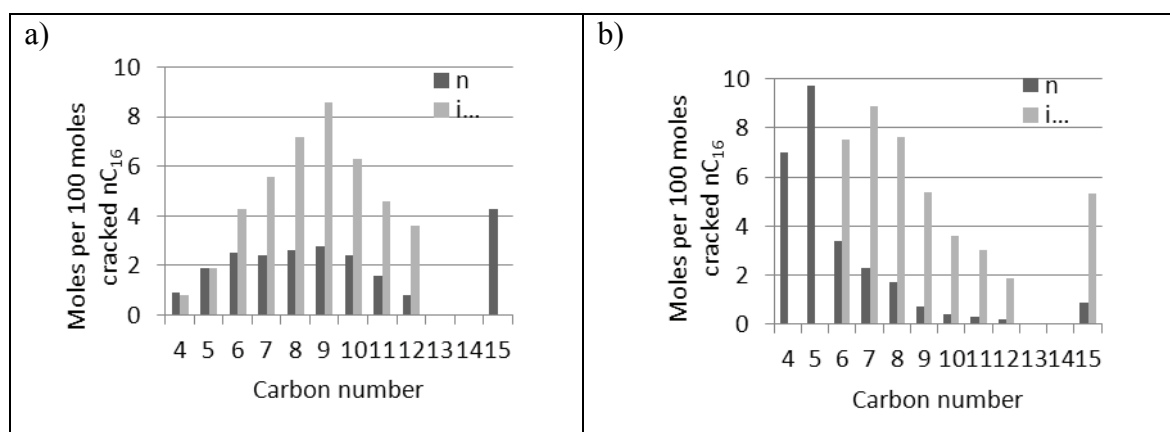 a)
10
8
6
4
2
0
Moles per 100 moles
cracked nC₁₆
n
i...
4 5 6 7 8 9 10 11 12 13 14 15
Carbon number
b)
10
8
6
4
2
0
Moles per 100 moles
cracked nC₁₆
n
i...
4 5 6 7 8 9 10 11 12 13 14 15
Carbon number